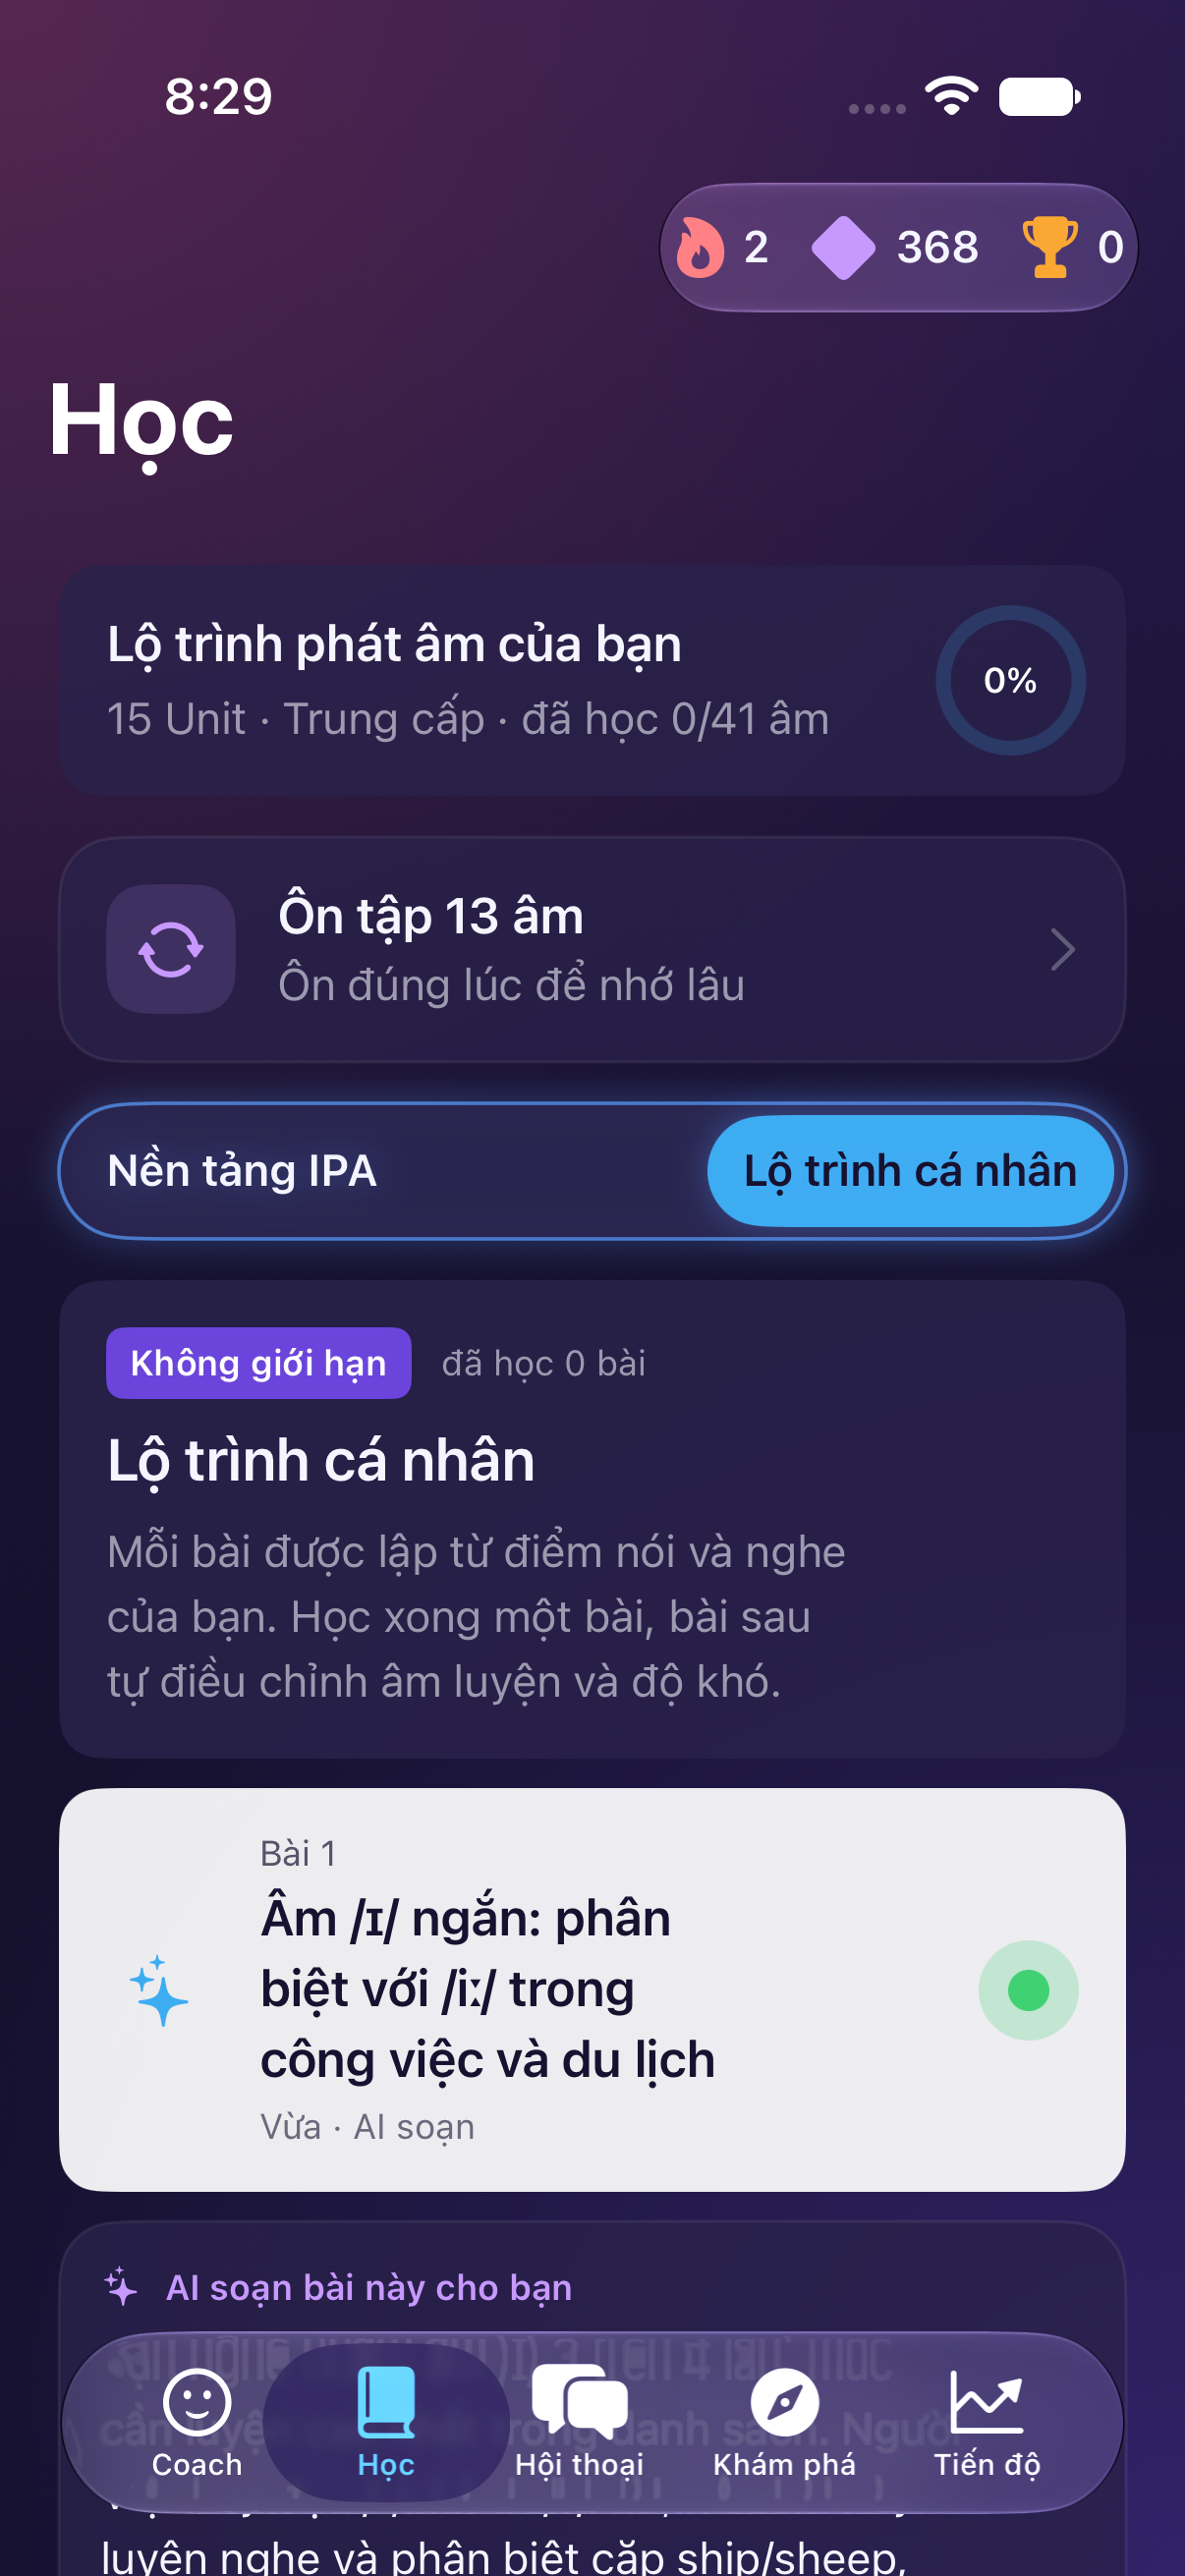 8:29
2 368 0
Học
Lộ trình phát âm của bạn
15 Unit · Trung cấp · đã học 0/41 âm
0%
Ôn tập 13 âm
Ôn đúng lúc để nhớ lâu
Nền tảng IPA
Lộ trình cá nhân
Không giới hạn
đã học 0 bài
Lộ trình cá nhân
Mỗi bài được lập từ điểm nói và nghe
của bạn. Học xong một bài, bài sau
tự điều chỉnh âm luyện và độ khó.
Bài 1
Âm /ɪ/ ngắn: phân
biệt với /iː/ trong
công việc và du lịch
Vừa · AI soạn
AI soạn bài này cho bạn
Coach
Học
Hội thoại
Khám phá
Tiến độ
luyện nghe và phân biệt cặp ship/sheep,